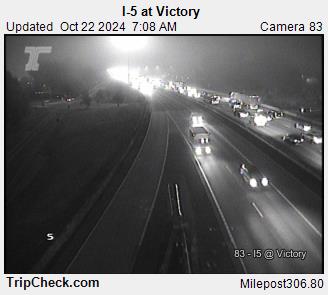 I-5 at Victory
Updated Oct 22 2024 7:08 AM Camera 83
S
83 - I5 @ Victory
TripCheck.com Milepost306.80